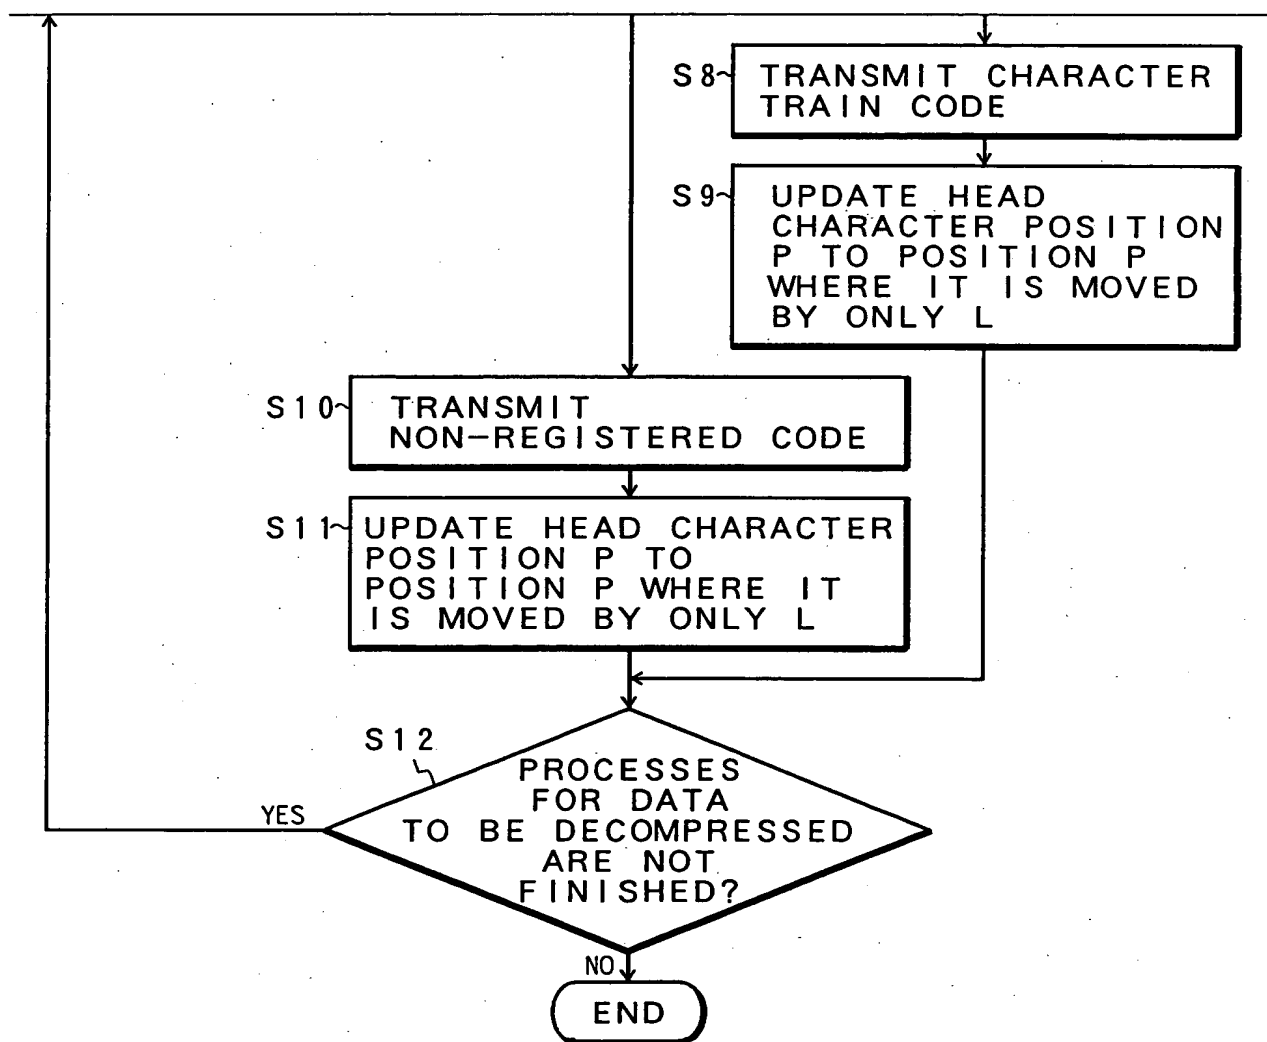 S8
TRANSMIT CHARACTER
TRAIN CODE
S9
UPDATE HEAD
CHARACTER POSITION
P TO POSITION P
WHERE IT IS MOVED
BY ONLY L
S10
TRANSMIT
NON-REGISTERED CODE
S11
UPDATE HEAD CHARACTER
POSITION P TO
POSITION P WHERE IT
IS MOVED BY ONLY L
S12
PROCESSES
FOR DATA
TO BE DECOMPRESSED
ARE NOT
FINISHED?
YES
NO
END